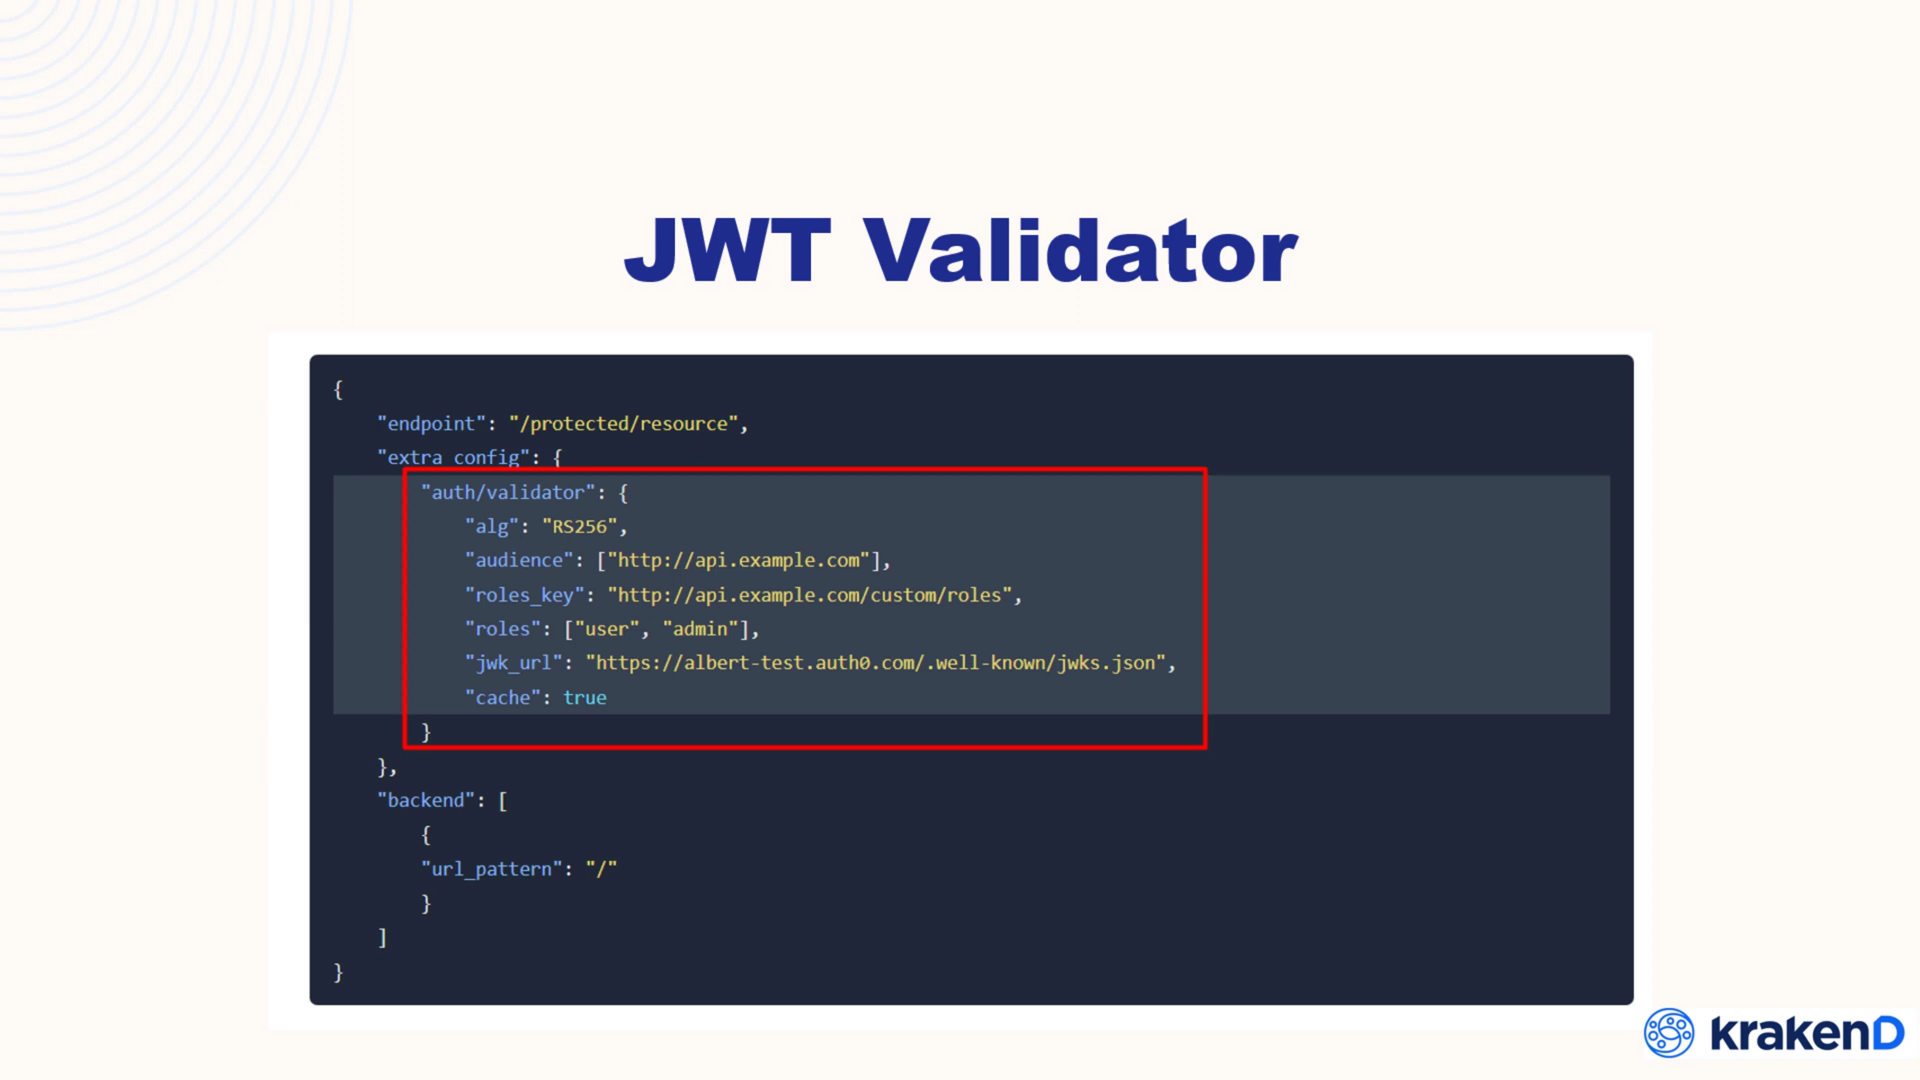 JWT Validator
{
"endpoint": "/protected/resource",
"extra_config": {
"auth/validator": {
"alg": "RS256",
"audience": ["http://api.example.com"],
"roles_key": "http://api.example.com/custom/roles",
"roles": ["user", "admin"],
"jwk_url": "https://albert-test.auth0.com/.well-known/jwks.json",
"cache": true
}
},
"backend": [
{
"url_pattern": "/"
}
]
}
krakenD